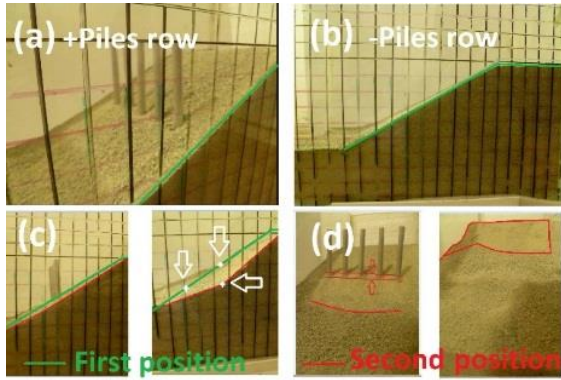 (a) +Piles row
(b) -Piles row
(c)
(d)
First position
Second position